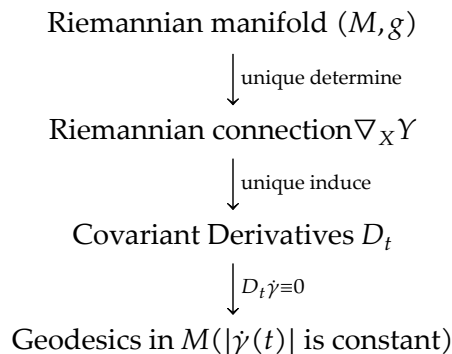 Riemannian manifold (M, g)
unique determine
Riemannian connection∇_X Y
unique induce
Covariant Derivatives D_t
D_t γ̇≡0
Geodesics in M(|γ̇(t)| is constant)